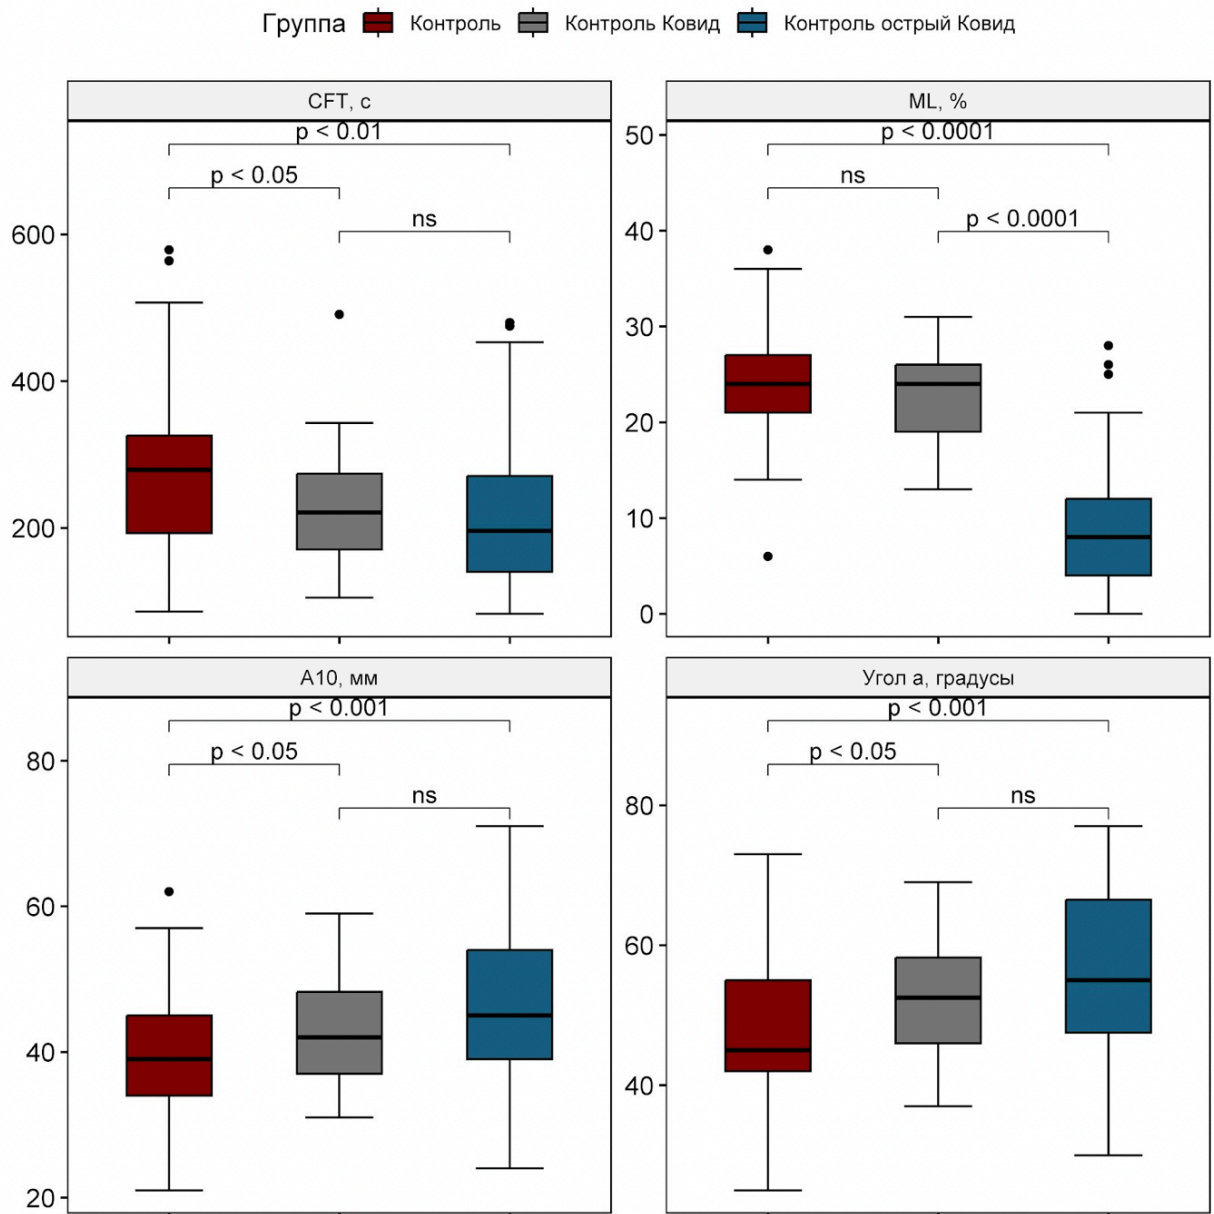 Группа Контроль Контроль Ковид Контроль острый Ковид
CFT, с
p < 0.01
p < 0.05
ns
600
400
200
ML, %
50
p < 0.0001
ns
p < 0.0001
40
30
20
10
0
A10, мм
p < 0.001
p < 0.05
ns
80
60
40
20
Угол a, градусы
p < 0.001
p < 0.05
ns
80
60
40